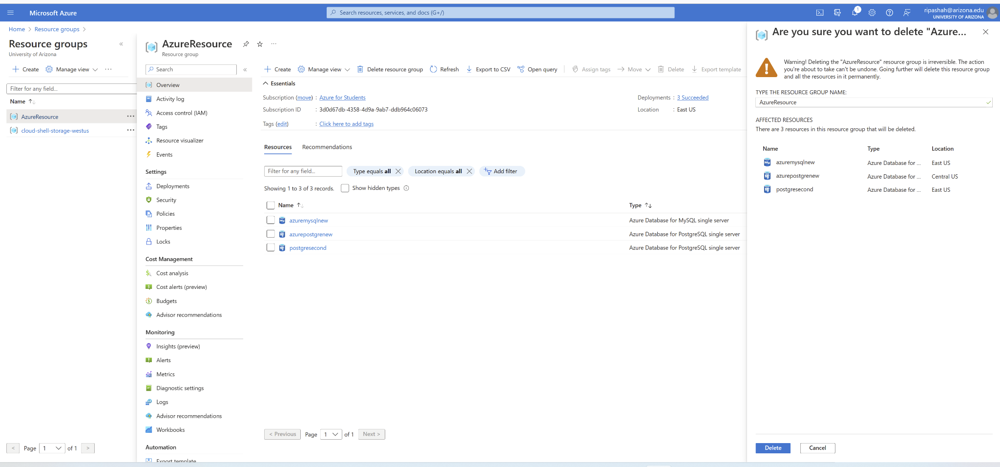 Microsoft Azure
Search resources, services, and docs (G+/)
1
ripashah@arizona.edu
UNIVERSITY OF ARIZONA
Home > Resource groups >
Resource groups
University of Arizona
Create Manage view ...
Filter for any field...
Name
AzureResource ...
cloud-shell-storage-westus ...
< Page 1 of 1 >
AzureResource ...
Resource group
Search
Overview
Activity log
Access control (IAM)
Tags
Resource visualizer
Events
Settings
Deployments
Security
Policies
Properties
Locks
Cost Management
Cost analysis
Cost alerts (preview)
Budgets
Advisor recommendations
Monitoring
Insights (preview)
Alerts
Metrics
Diagnostic settings
Logs
Advisor recommendations
Workbooks
Automation
Export template
Create Manage view Delete resource group Refresh Export to CSV Open query Assign tags Move Delete Export template
Essentials
Subscription (move) : Azure for Students
Subscription ID : 3d0d67db-4358-4d9a-9ab7-ddb964c06073
Tags (edit) : Click here to add tags
Deployments : 3 Succeeded
Location : East US
Resources Recommendations
Filter for any field... Type equals all Location equals all Add filter
Showing 1 to 3 of 3 records. Show hidden types
Name Type
azuremysqlnew Azure Database for MySQL single server
azurepostgrenew Azure Database for PostgreSQL single server
postgresecond Azure Database for PostgreSQL single server
< Previous Page 1 of 1 Next >
Are you sure you want to delete "Azure...
Warning! Deleting the "AzureResource" resource group is irreversible. The action
you're about to take can't be undone. Going further will delete this resource group
and all the resources in it permanently.
TYPE THE RESOURCE GROUP NAME:
AzureResource
AFFECTED RESOURCES
There are 3 resources in this resource group that will be deleted.
Name Type Location
azuremysqlnew Azure Database for ... East US
azurepostgrenew Azure Database for ... Central US
postgresecond Azure Database for ... East US
Delete Cancel